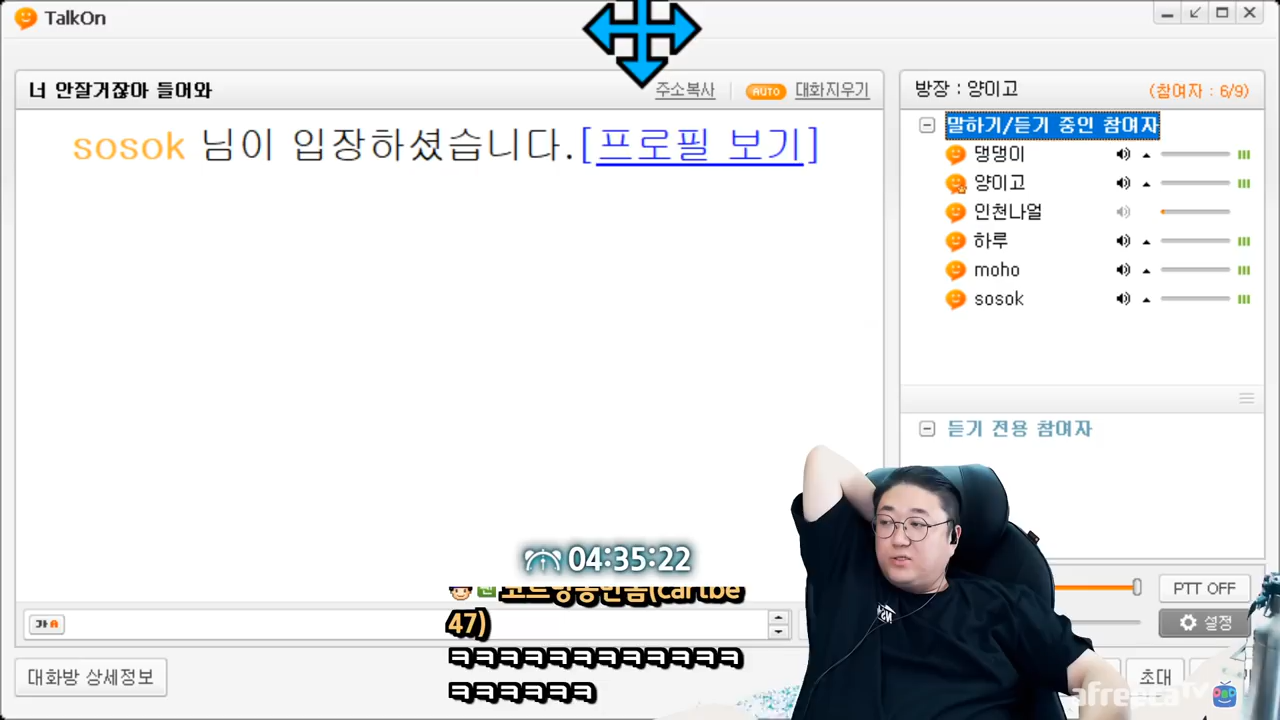 TalkOn
너 안잘거잖아 들어와
주소복사
AUTO
대화지우기
sosok 님이 입장하셨습니다.[프로필 보기]
방장 : 양이고
(참여자 : 6/9)
말하기/듣기 중인 참여자
댕댕이
양이고
인천나얼
하루
moho
sosok
듣기 전용 참여자
04:35:22
47)
ㅋㅋㅋㅋㅋㅋㅋㅋㅋㅋㅋㅋ
ㅋㅋㅋㅋㅋㅋ
PTT OFF
설정
대화방 상세정보
초대
afreecaTV